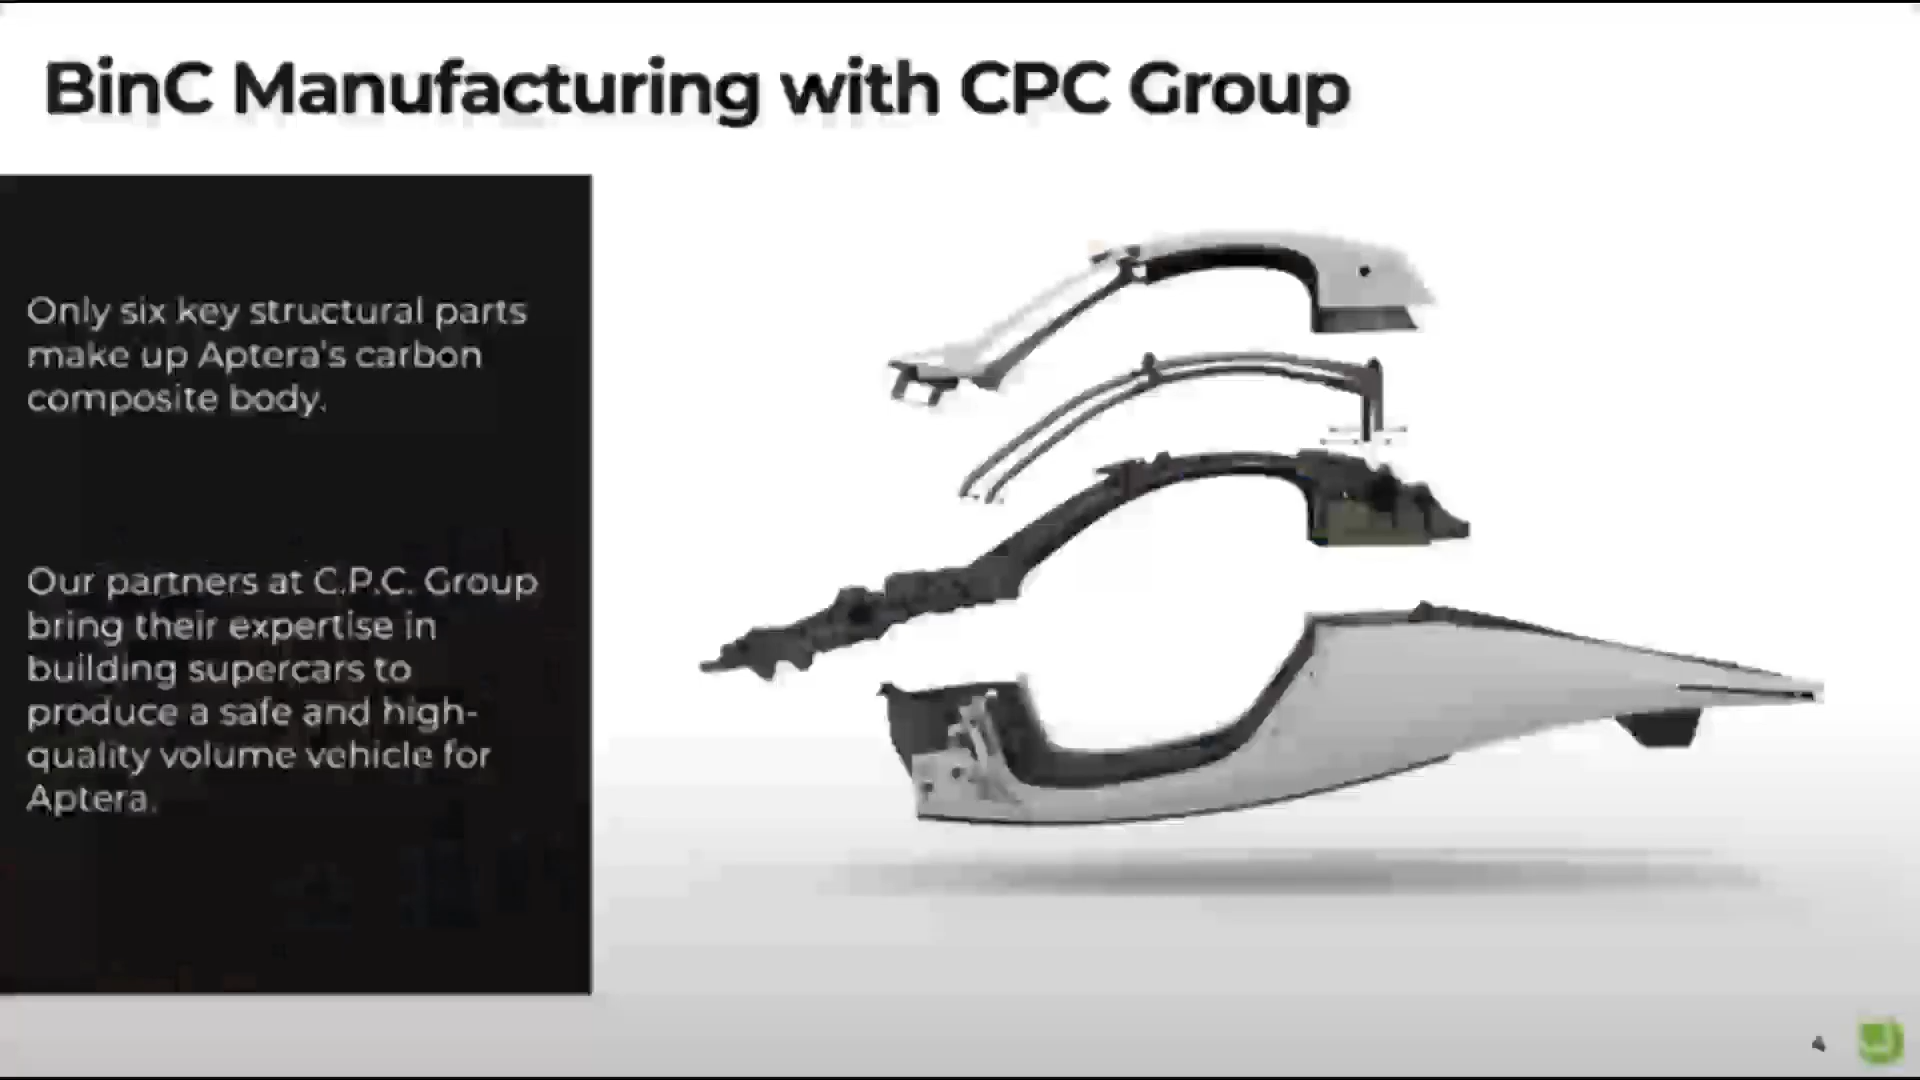 BinC Manufacturing with CPC Group
Only six key structural parts
make up Aptera's carbon
composite body.
Our partners at C.P.C. Group
bring their expertise in
building supercars to
produce a safe and high-
quality volume vehicle for
Aptera.
4